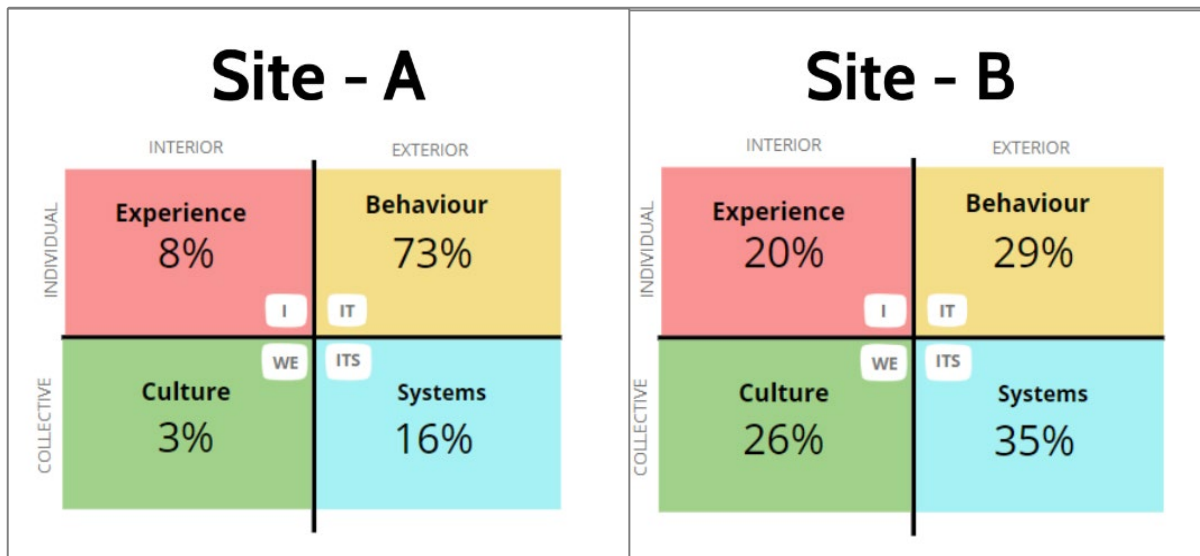 Site - A
INTERIOR
EXTERIOR
INDIVIDUAL
Experience
8%
Behaviour
73%
I
IT
WE
ITS
COLLECTIVE
Culture
3%
Systems
16%
Site - B
INTERIOR
EXTERIOR
INDIVIDUAL
Experience
20%
Behaviour
29%
I
IT
WE
ITS
COLLECTIVE
Culture
26%
Systems
35%